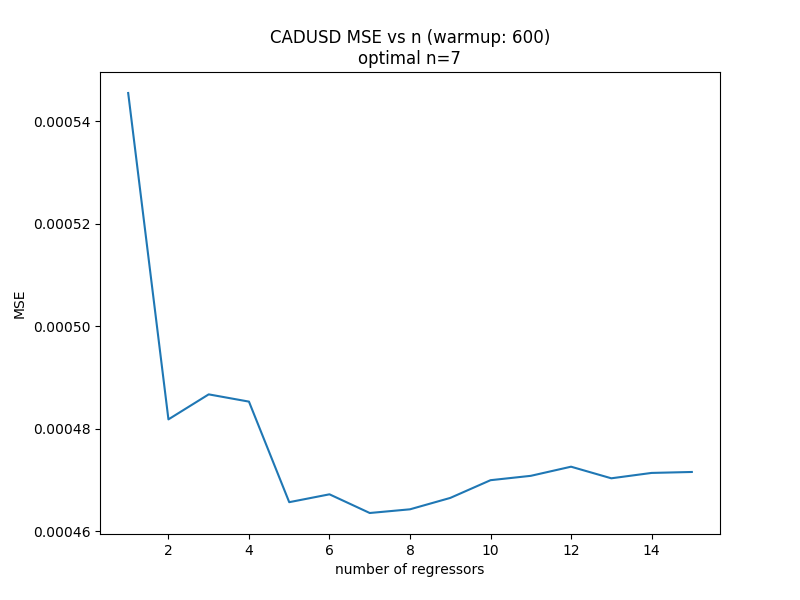 CADUSD MSE vs n (warmup: 600)
optimal n=7
0.00054
0.00052
0.00050
0.00048
0.00046
MSE
2 4 6 8 10 12 14
number of regressors